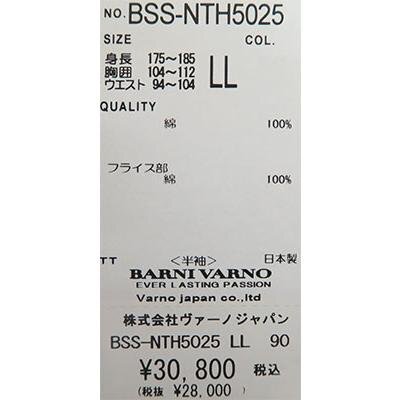 NO. BSS-NTH5025
SIZE COL.
身長 175～185
胸囲 104～112 LL
ウエスト 94～104
QUALITY
綿 100%
フライス部
綿 100%
TT <半袖> 日本製
BARNI VARNO
EVER LASTING PASSION
Varno japan co.,ltd
株式会社ヴァーノジャパン
BSS-NTH5025 LL 90
¥30,800 税込
(税抜 ¥28,000 )